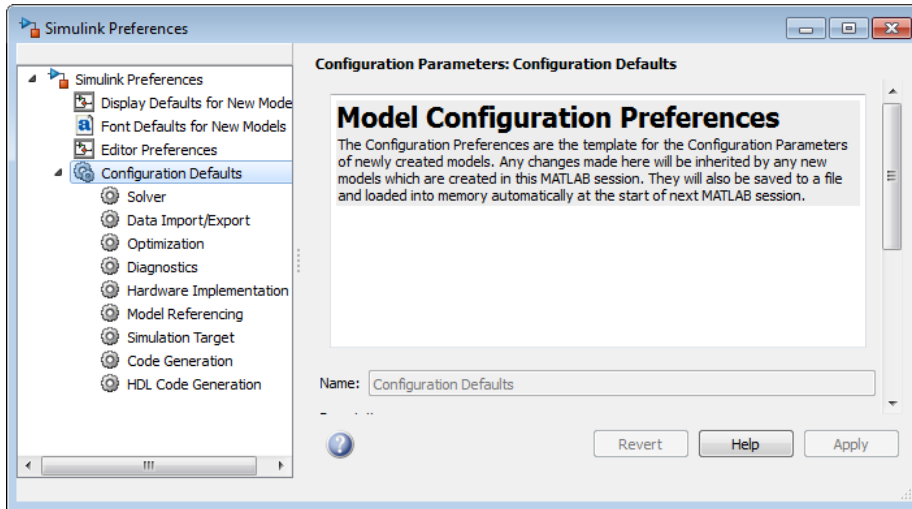 Simulink Preferences
Simulink Preferences
Display Defaults for New Mode
Font Defaults for New Models
Editor Preferences
Configuration Defaults
Solver
Data Import/Export
Optimization
Diagnostics
Hardware Implementation
Model Referencing
Simulation Target
Code Generation
HDL Code Generation
Configuration Parameters: Configuration Defaults
Model Configuration Preferences
The Configuration Preferences are the template for the Configuration Parameters
of newly created models. Any changes made here will be inherited by any new
models which are created in this MATLAB session. They will also be saved to a file
and loaded into memory automatically at the start of next MATLAB session.
Name: Configuration Defaults
Revert Help Apply